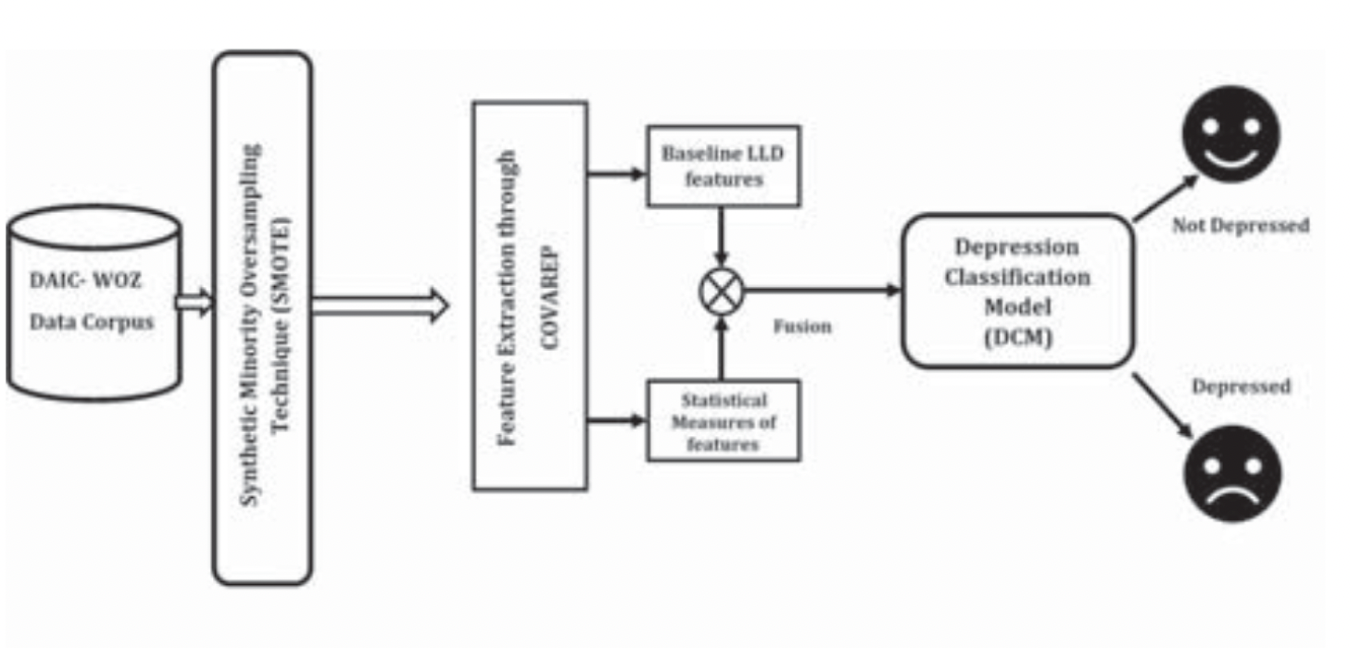 DAIC- WOZ
Data Corpus
Synthetic Minority Oversampling
Technique (SMOTE)
Feature Extraction through
COVAREP
Baseline LLD
features
Statistical
Measures of
features
Fusion
Depression
Classification
Model
(DCM)
Not Depressed
Depressed